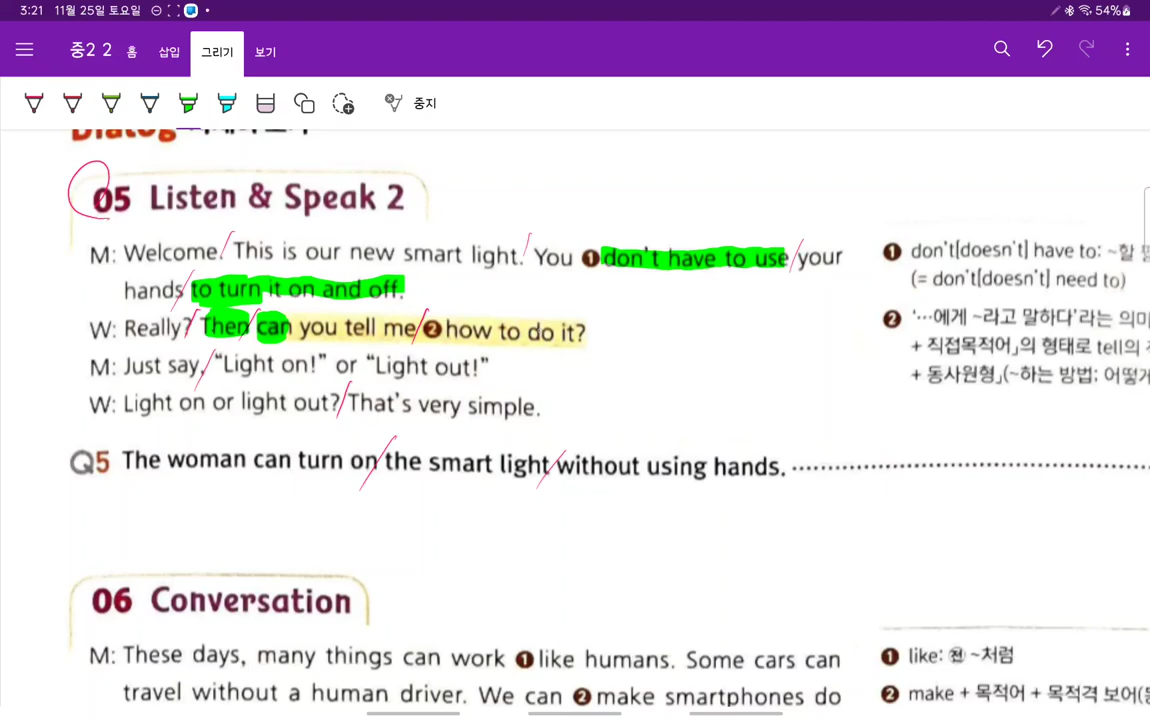 3:21 11월 25일 토요일 54%
중2 2 홈 삽입 그리기 보기
중지
Dialog
05 Listen & Speak 2
M: Welcome. This is our new smart light. You ❶don't have to use your
hands to turn it on and off.
W: Really? Then can you tell me ❷how to do it?
M: Just say, “Light on!” or “Light out!”
W: Light on or light out? That's very simple.
Q5 The woman can turn on the smart light without using hands.
❶ don't[doesn't] have to: ~할
(= don't[doesn't] need to)
❷ ‘…에게 ~라고 말하다’라는 의미
+ 직접목적어」의 형태로 tell의
+ 동사원형」(~하는 방법; 어떻게
06 Conversation
M: These days, many things can work ❶like humans. Some cars can
travel without a human driver. We can ❷make smartphones do
❶ like: 전 ~처럼
❷ make + 목적어 + 목적격 보어